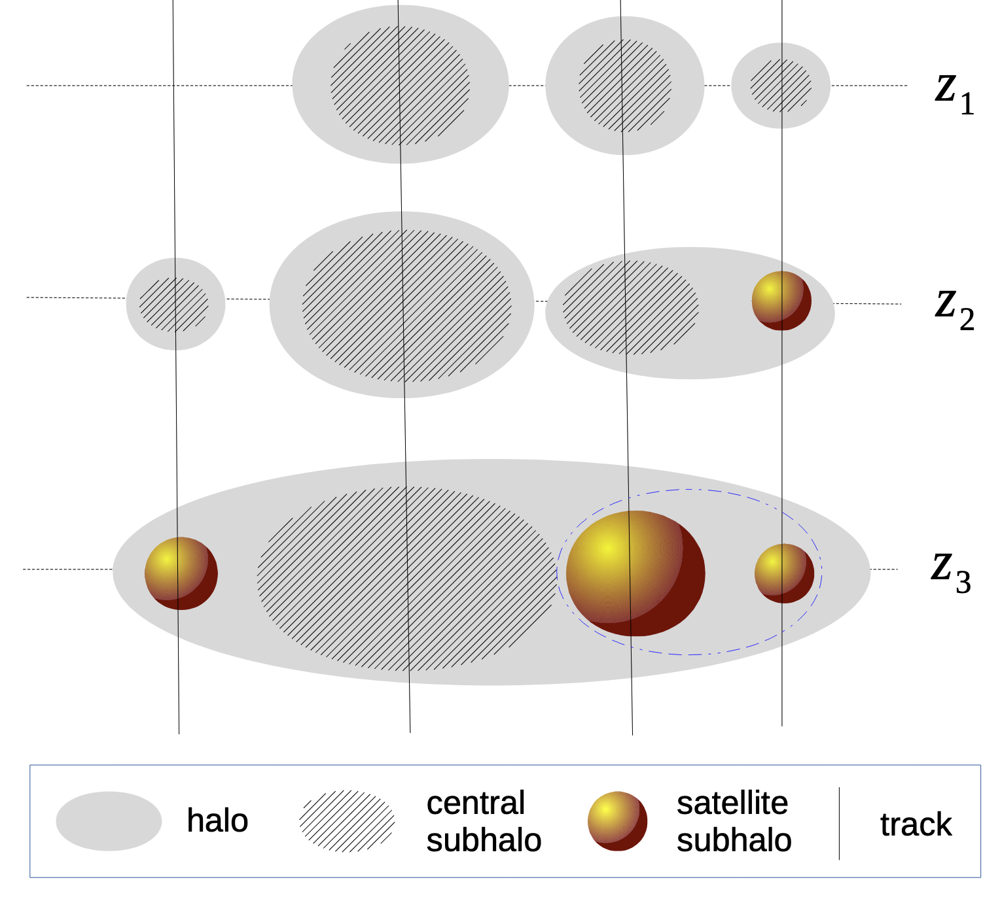 z1
z2
z3
halo
central
subhalo
satellite
subhalo
track